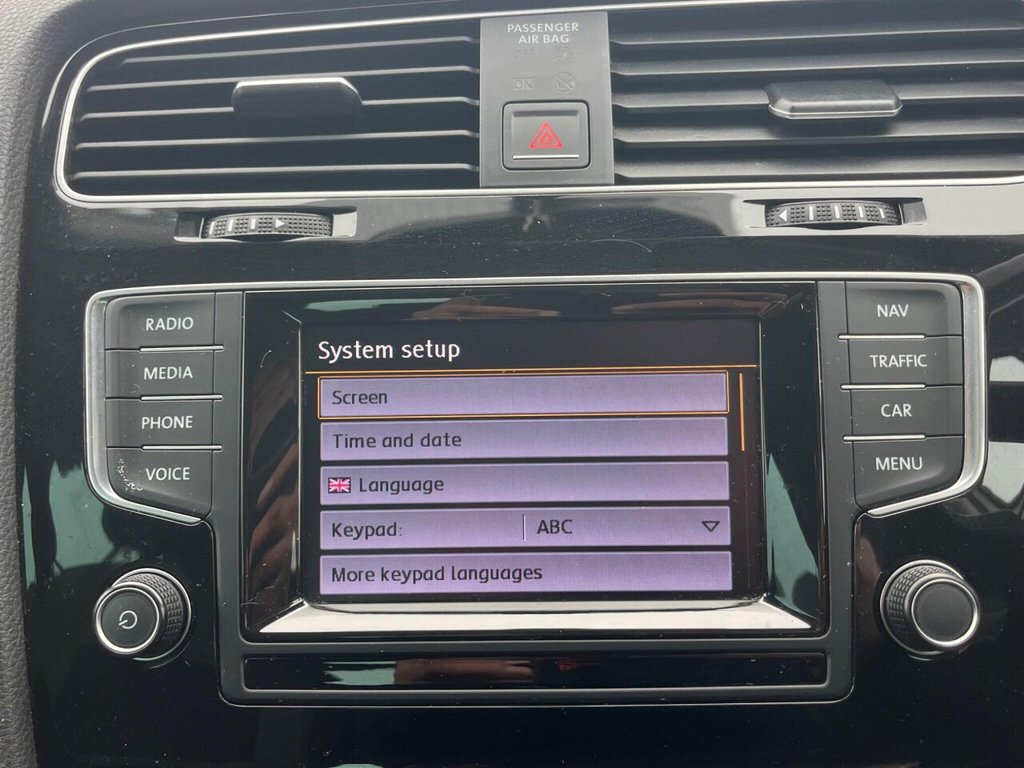 PASSENGER
AIR BAG
ON
RADIO
MEDIA
PHONE
VOICE
System setup
Screen
Time and date
Language
Keypad: ABC
More keypad languages
NAV
TRAFFIC
CAR
MENU